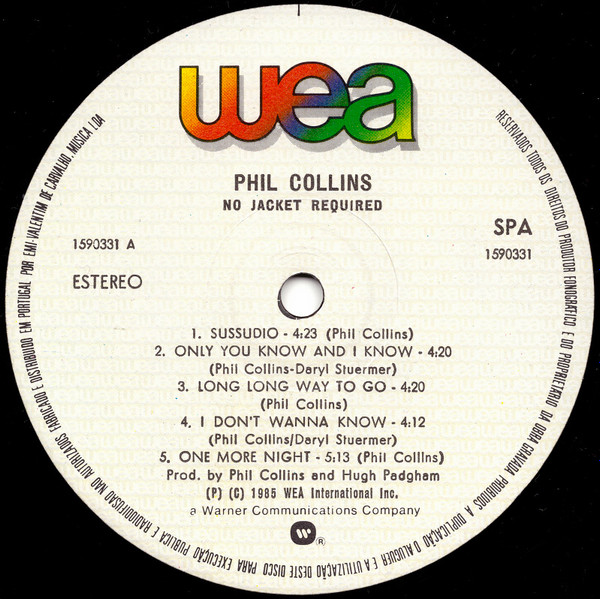 wea
PHIL COLLINS
NO JACKET REQUIRED
1590331 A
ESTEREO
SPA
1590331
1. SUSSUDIO - 4:23 (Phil Collins)
2. ONLY YOU KNOW AND I KNOW - 4:20
(Phil Collins-Daryl Stuermer)
3. LONG LONG WAY TO GO - 4:20
(Phil Collins)
4. I DON'T WANNA KNOW - 4:12
(Phil Collins/Daryl Stuermer)
5. ONE MORE NIGHT - 5:13 (Phil Collins)
Prod. by Phil Collins and Hugh Padgham
(P) (C) 1985 WEA International Inc.
a Warner Communications Company
W ®
RESERVADOS TODOS OS DIREITOS DO PRODUTOR FONOGRÁFICO E DO PROPRIETÁRIO DA OBRA GRAVADA PROIBIDOS A DUPLICAÇÃO O ALUGUER E A UTILIZAÇÃO DESTE DISCO PARA EXECUÇÃO PÚBLICA E RADIODIFUSÃO NÃO AUTORIZADOS FABRICADO E DISTRIBUIDO EM PORTUGAL POR EMI-VALENTIM DE CARVALHO, MÚSICA LDA